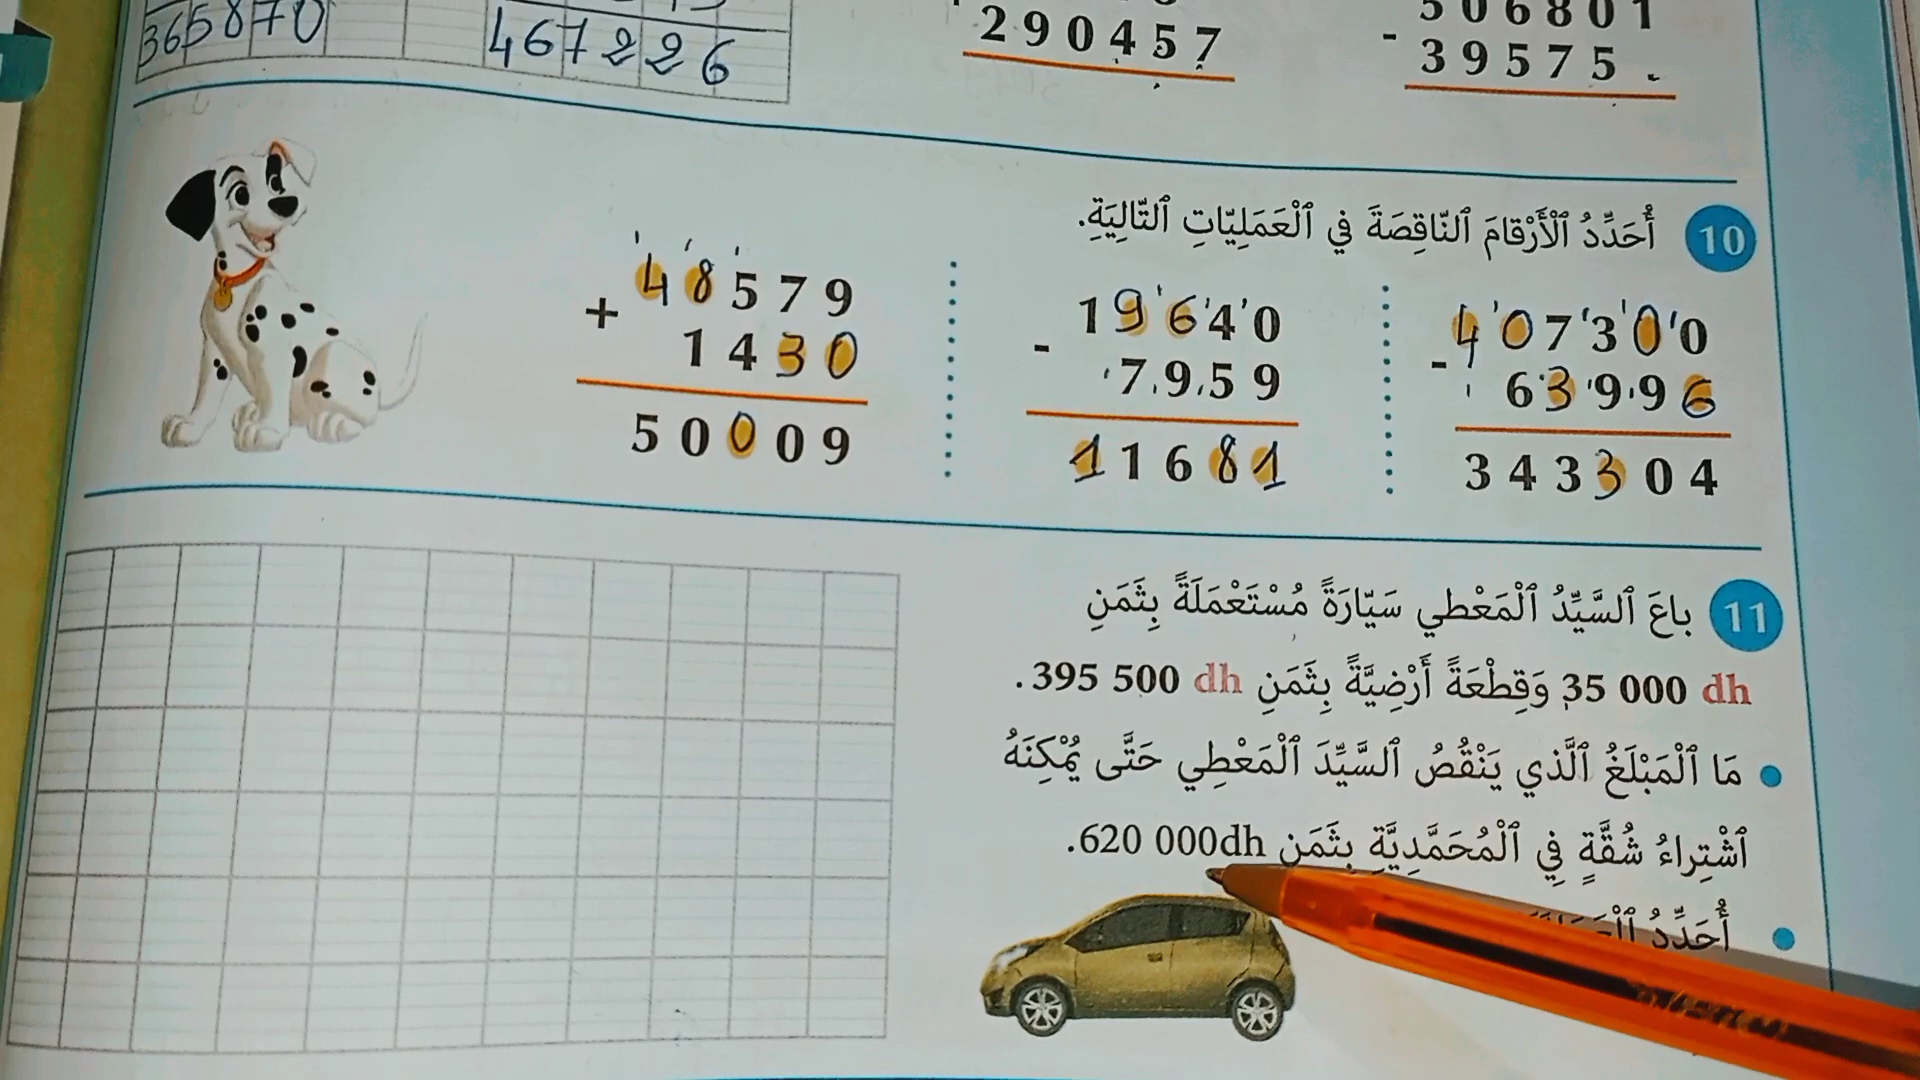 365870
467226
290457
506801
- 39575
10 أُحَدِّدُ ٱلْأَرْقامَ ٱلنّاقِصَةَ في ٱلْعَمَلِيّاتِ ٱلتّالِيَةِ.
48579
+ 1430
50009
19640
- 7959
11681
407300
- 63996
343304
11 باعَ ٱلسَّيِّدُ ٱلْمَعْطي سَيّارَةً مُسْتَعْمَلَةً بِثَمَنِ
35 000 dh وَقِطْعَةً أَرْضِيَّةً بِثَمَنِ 395 500 dh.
• مَا ٱلْمَبْلَغُ ٱلَّذي يَنْقُصُ ٱلسَّيِّدَ ٱلْمَعْطِي حَتَّى يُمْكِنَهُ
ٱشْتِراءُ شُقَّةٍ فِي ٱلْمُحَمَّدِيَّةِ بِثَمَنِ 620 000dh.
• أُحَدِّدُ